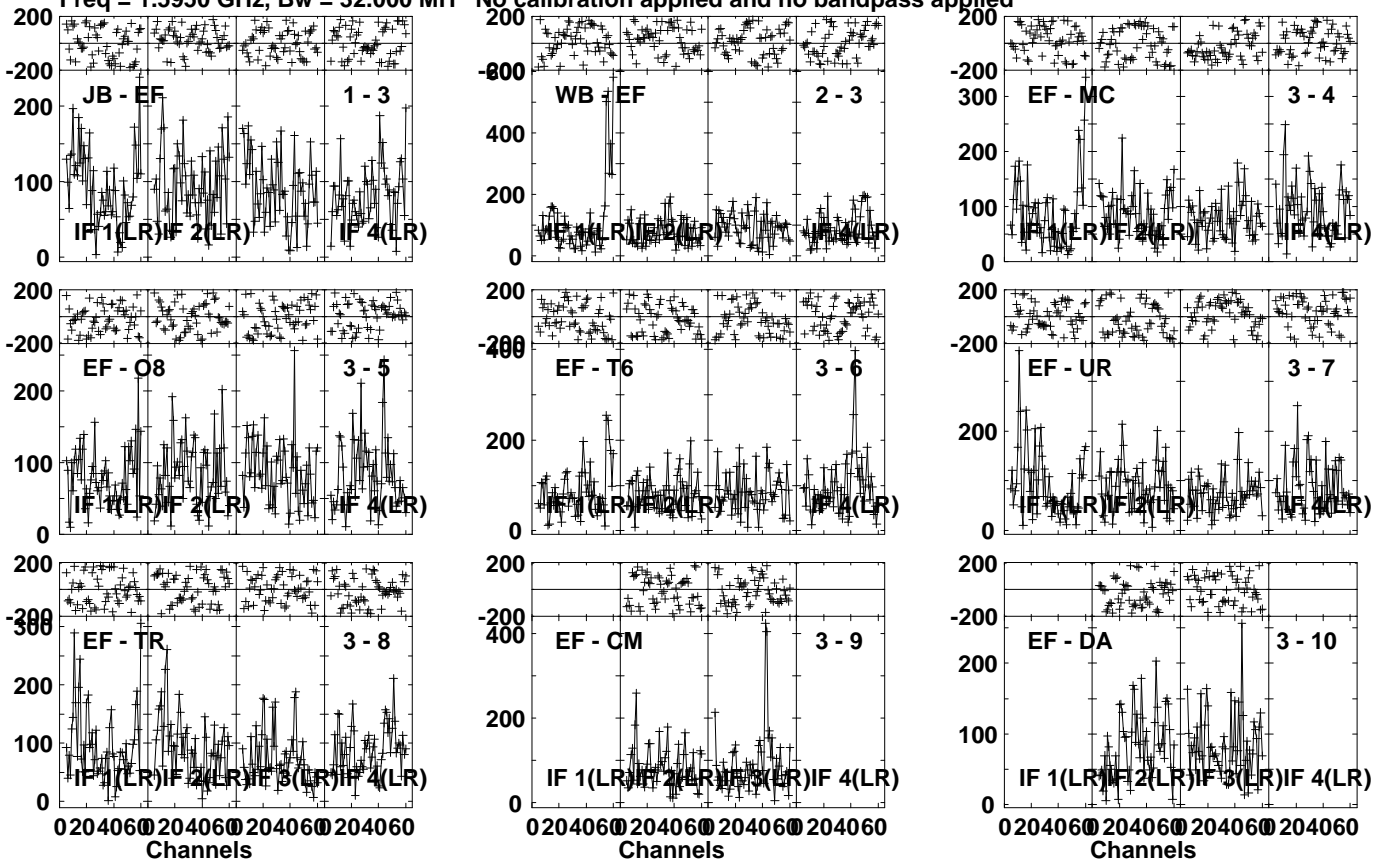 Freq = 1.5950 GHz, Bw = 32.000 MH No calibration applied and no bandpass applied
200 200 200
-200 -200 -200
JB - EF 1 - 3 WB - EF 2 - 3 EF - MC 3 - 4
200 100 0
600 400 200 0
300 200 100 0
IF 1(LR) IF 2(LR) IF 4(LR) IF 1(LR) IF 2(LR) IF 4(LR) IF 1(LR) IF 2(LR) IF 4(LR)
200 200 200
-200 -200 -200
EF - O8 3 - 5 EF - T6 3 - 6 EF - UR 3 - 7
200 100 0
400 200 0
200 0
IF 1(LR) IF 2(LR) IF 4(LR) IF 1(LR) IF 2(LR) IF 4(LR) IF 1(LR) IF 2(LR) IF 4(LR)
200 200 200
-200 -200 -200
EF - TR 3 - 8 EF - CM 3 - 9 EF - DA 3 - 10
300 200 100 0
400 200 0
200 100 0
IF 1(LR) IF 2(LR) IF 3(LR) IF 4(LR) IF 1(LR) IF 2(LR) IF 3(LR) IF 4(LR) IF 1(LR) IF 2(LR) IF 3(LR) IF 4(LR)
0 20 40 60 0 20 40 60 0 20 40 60 0 20 40 60 0 20 40 60 0 20 40 60 0 20 40 60 0 20 40 60 0 20 40 60 0 20 40 60 0 20 40 60 0 20 40 60
Channels Channels Channels